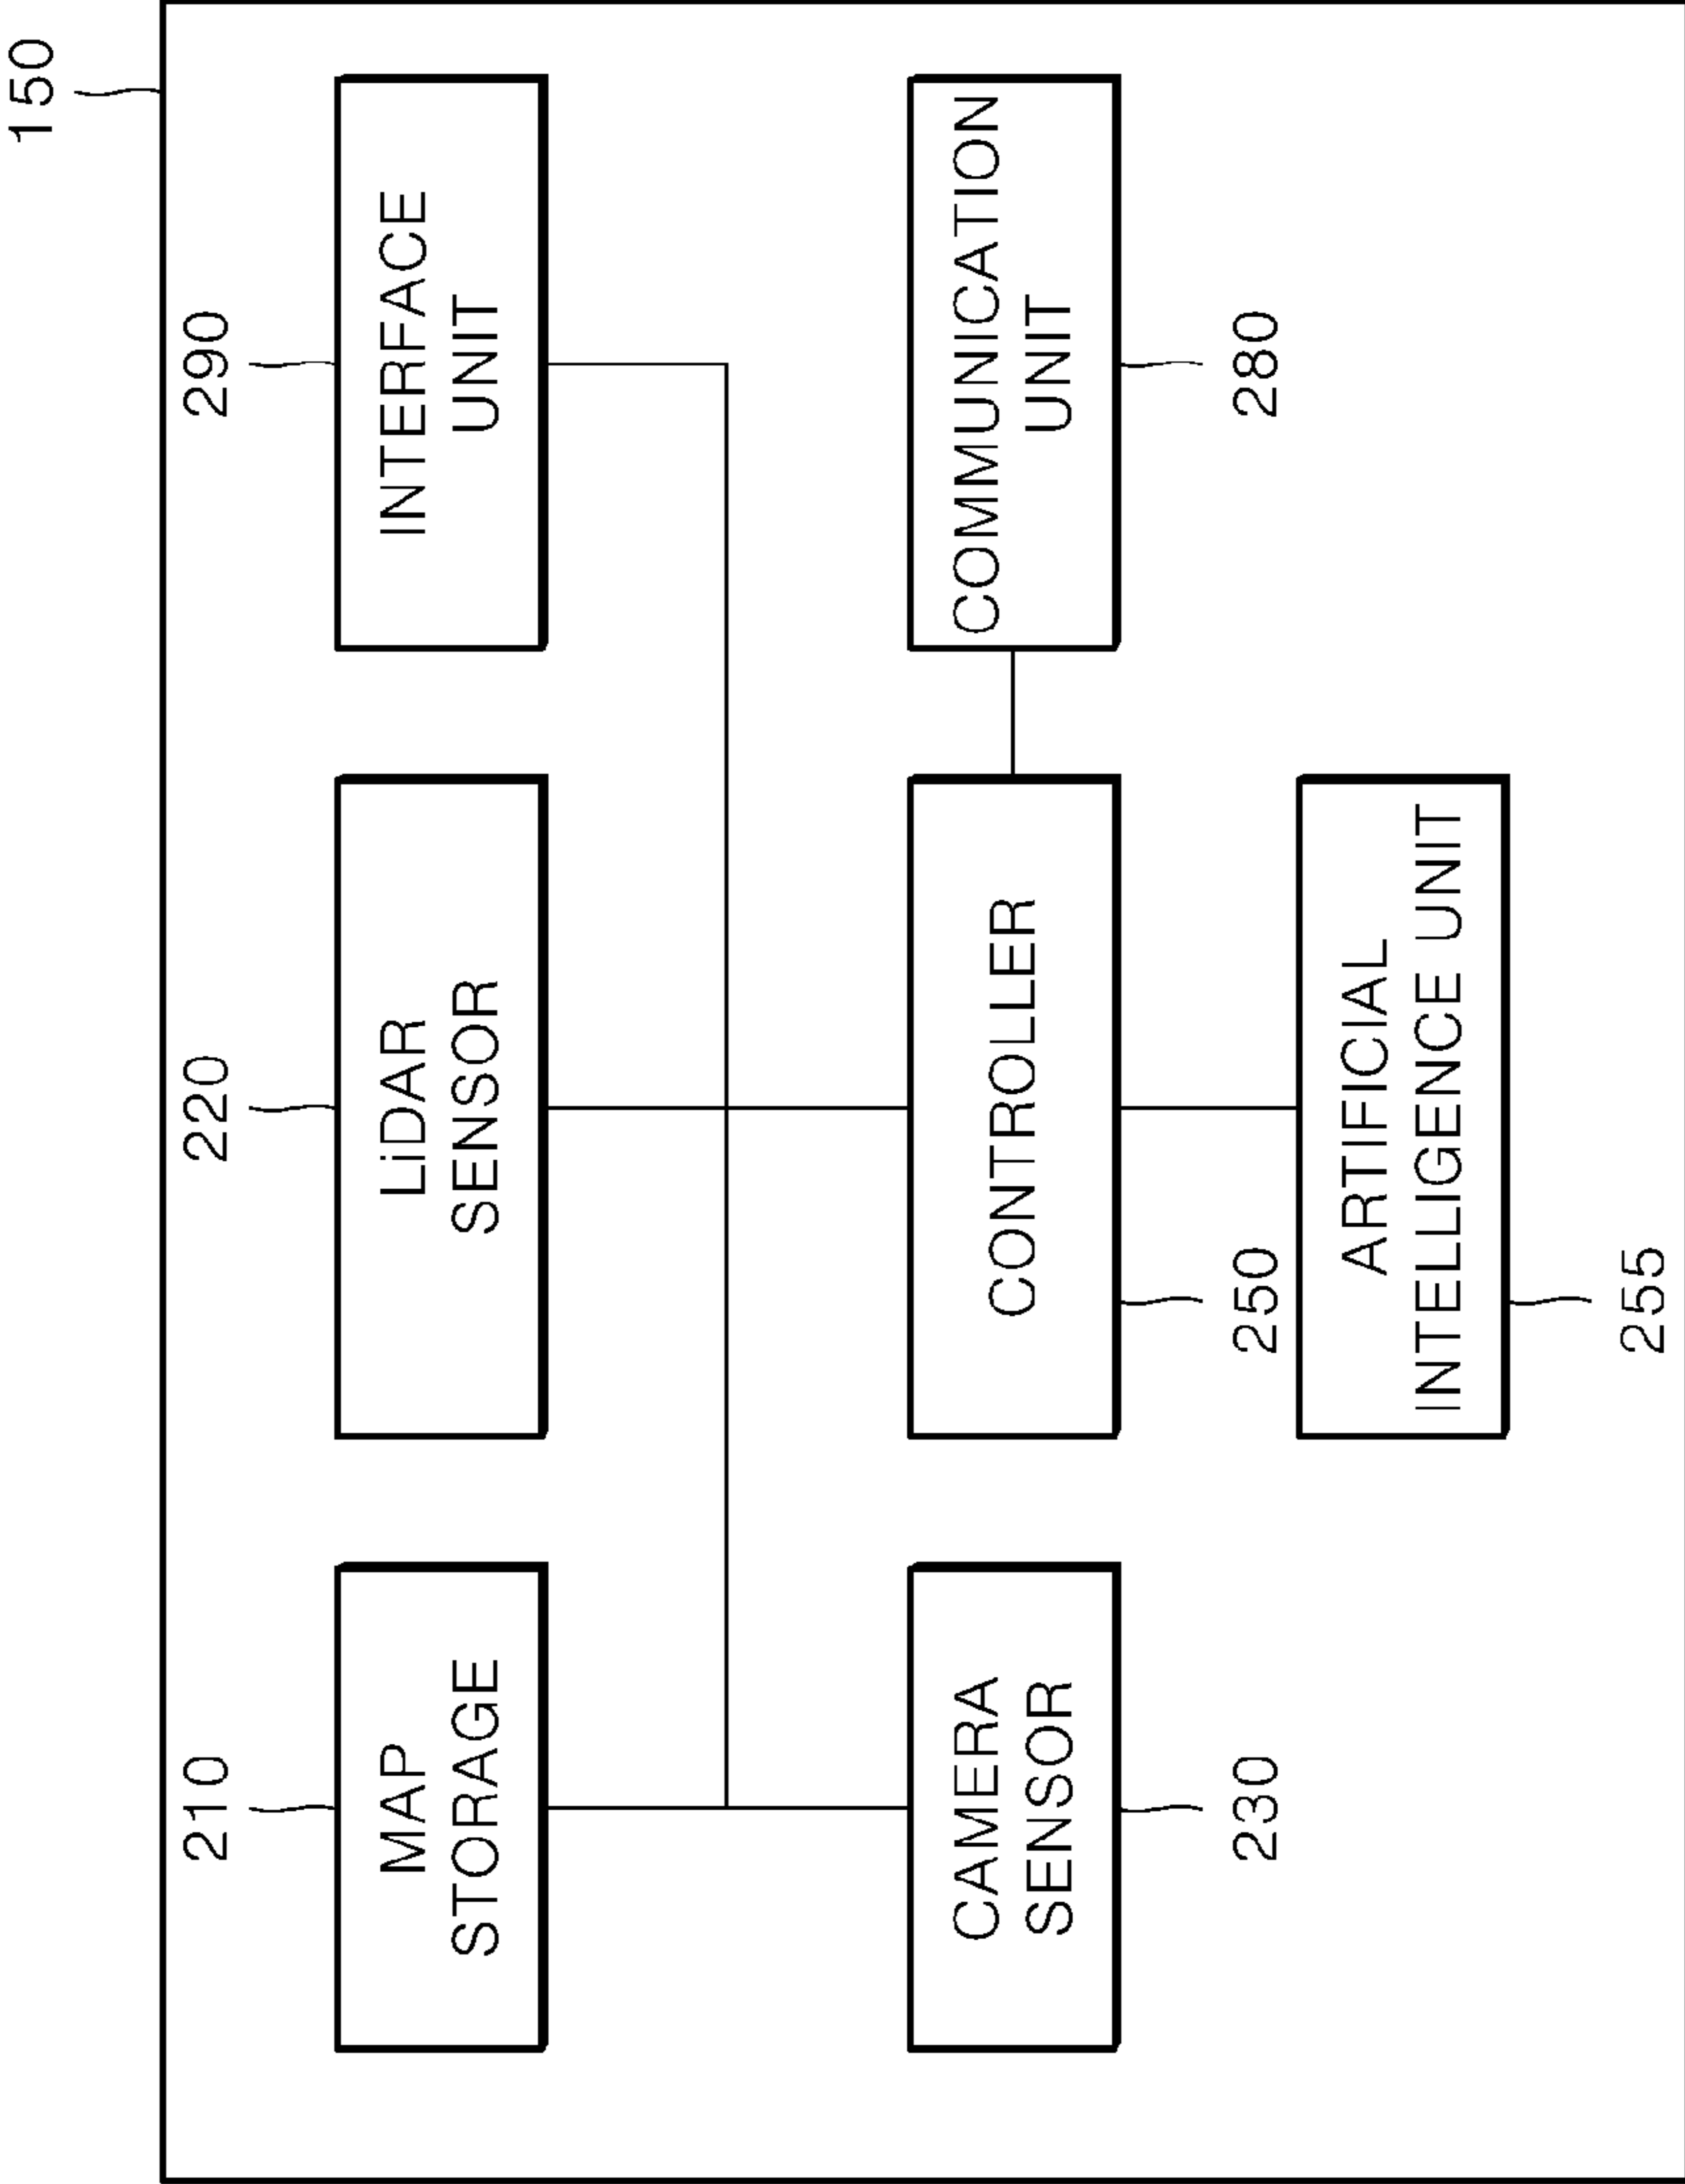 150
210
220
290
MAP
STORAGE
LiDAR
SENSOR
INTERFACE
UNIT
CAMERA
SENSOR
CONTROLLER
COMMUNICATION
UNIT
230
250
280
ARTIFICIAL
INTELLIGENCE UNIT
255